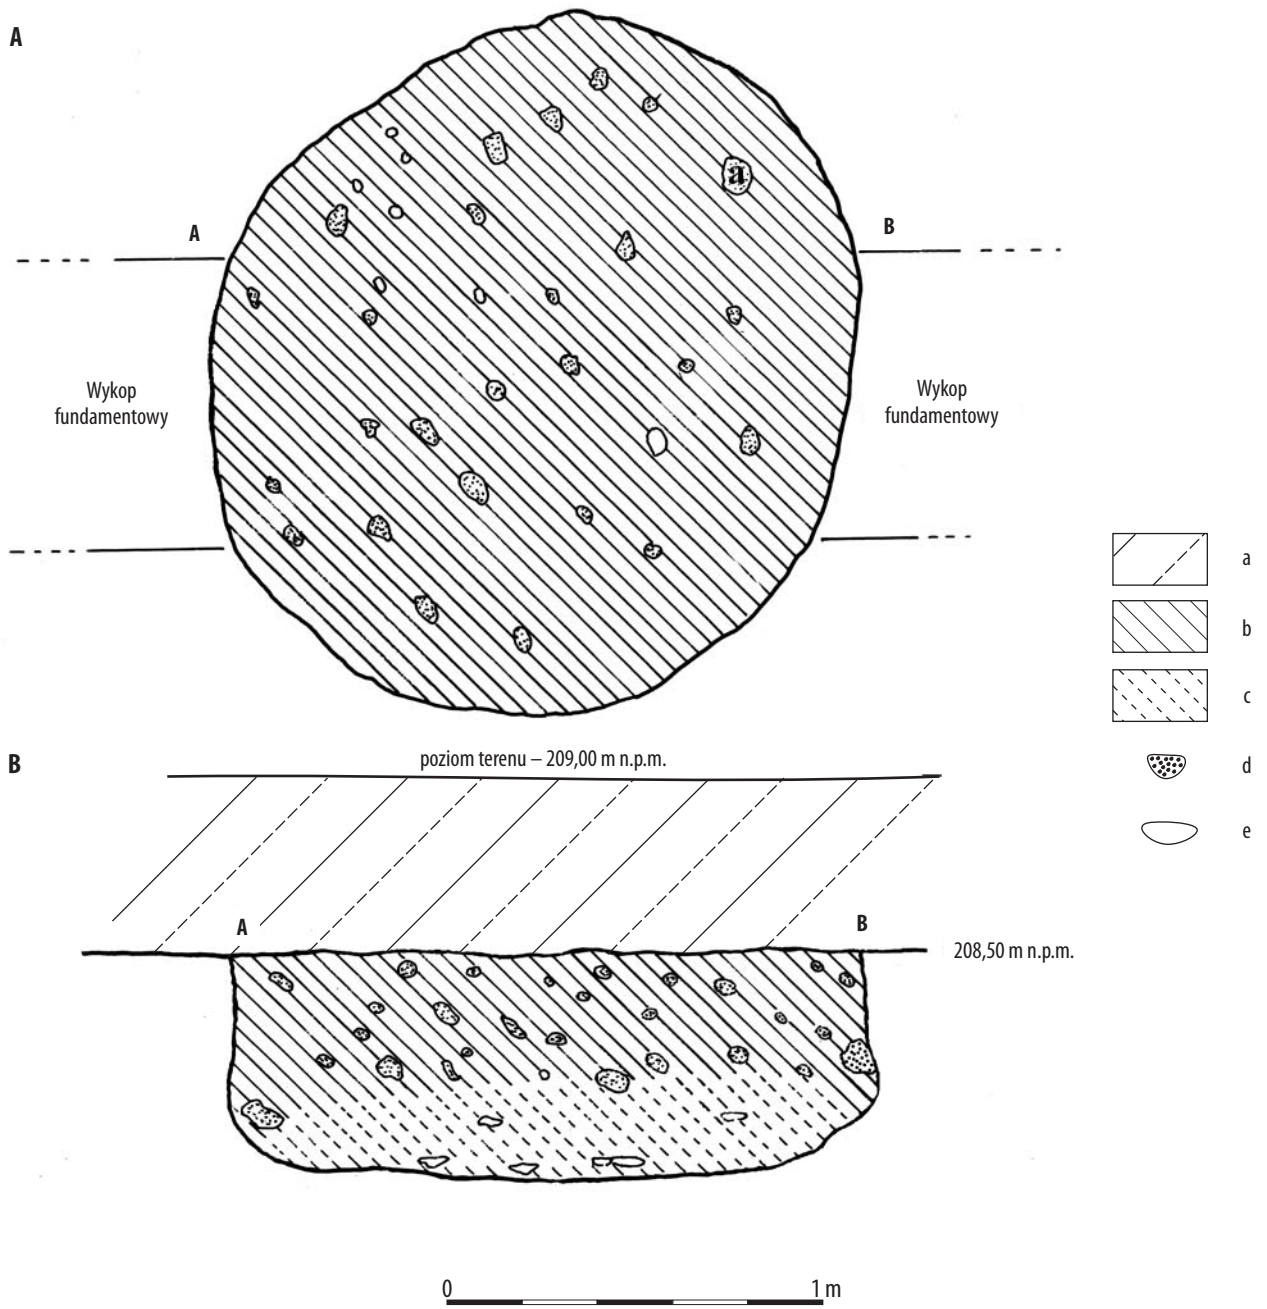 A
a
A
B
Wykop
fundamentowy
Wykop
fundamentowy
a
b
c
d
e
B
poziom terenu – 209,00 m n.p.m.
A
B
208,50 m n.p.m.
0
1 m